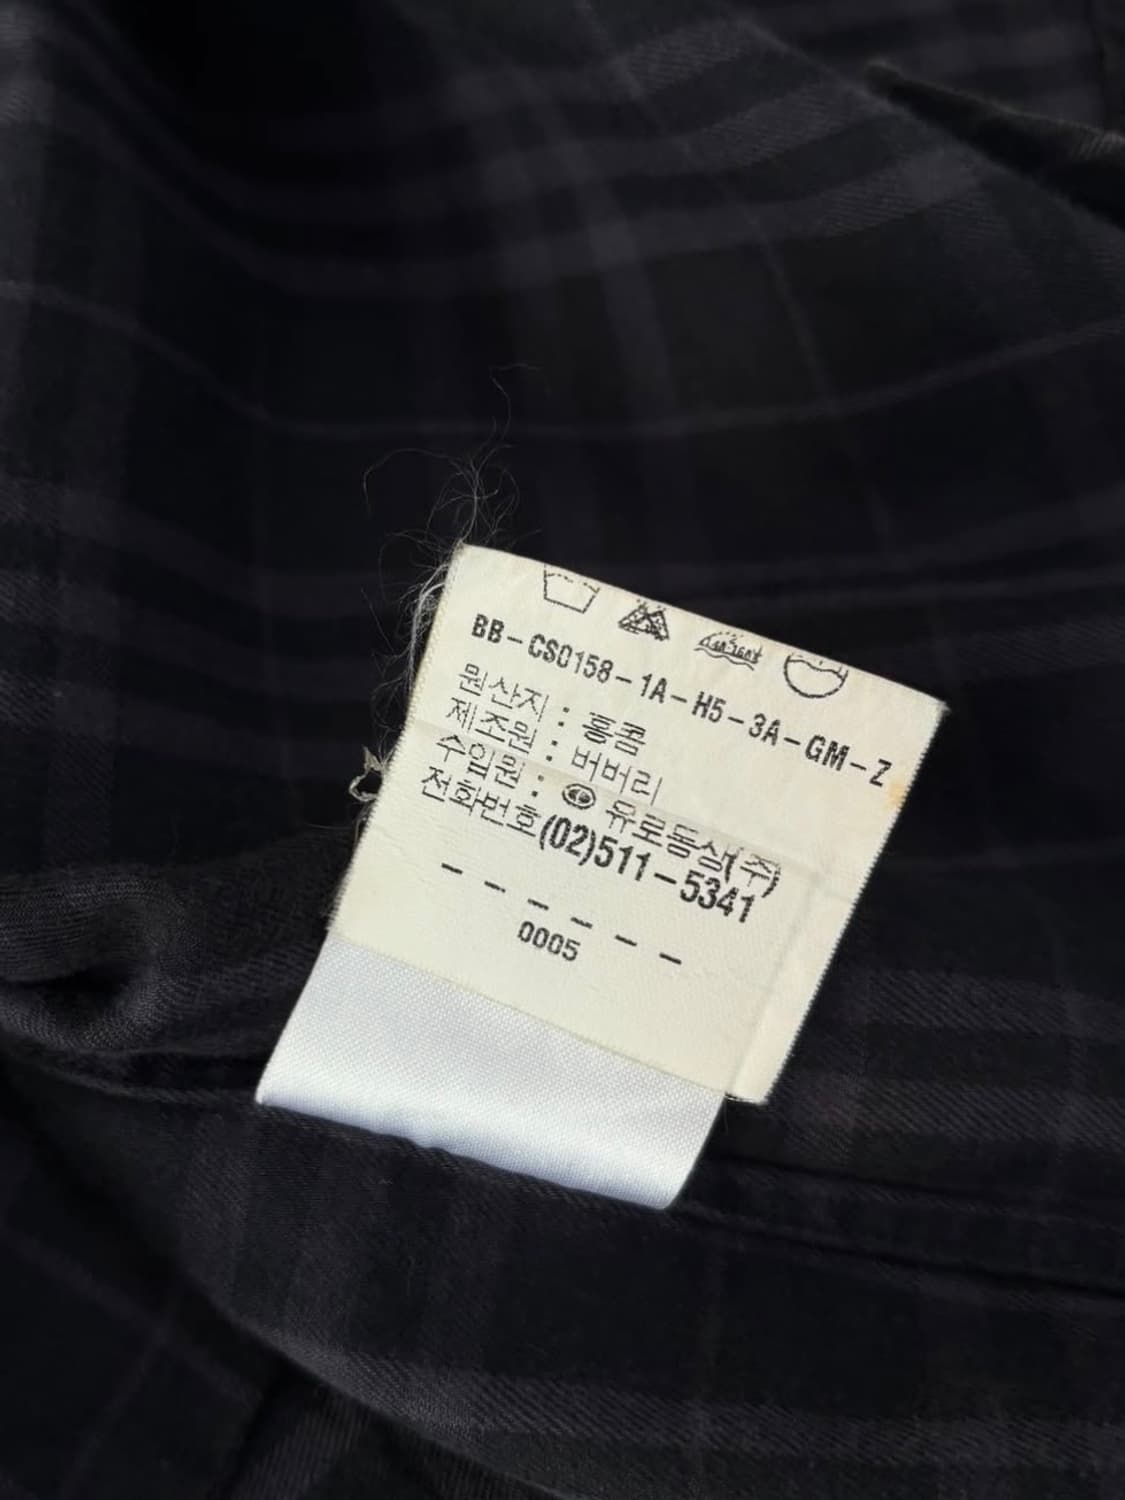 BB-CS0158-1A-H5-3A-GM-Z
원산지 : 홍콩
제조원 : 버버리
수입원 : 유로통상(주)
전화번호(02)511-5341
------
0005